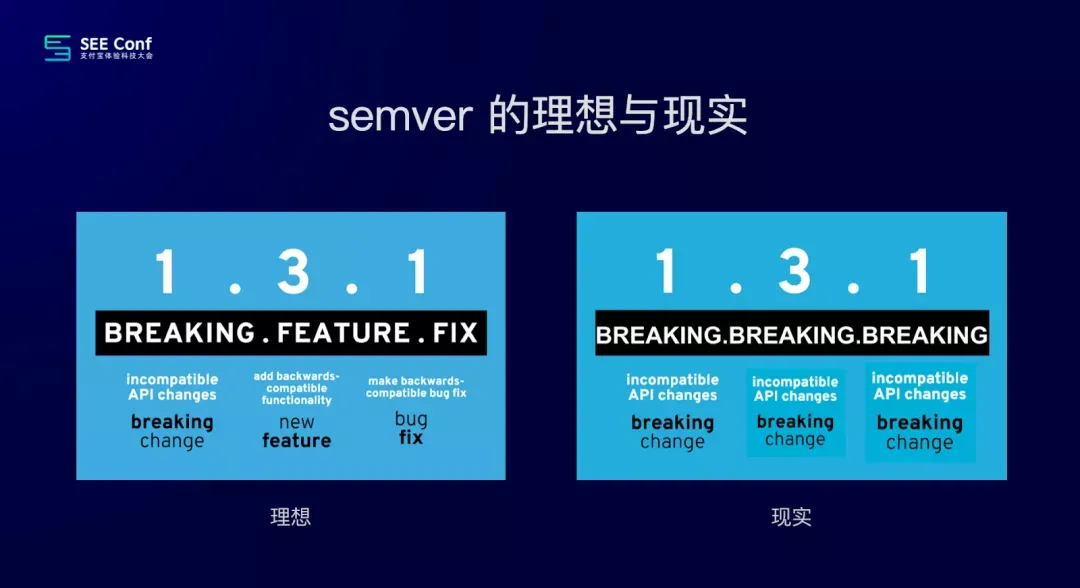 SEE Conf
支付宝体验科技大会
semver 的理想与现实
1 . 3 . 1
BREAKING . FEATURE . FIX
incompatible
API changes
breaking
change
add backwards-
compatible
functionality
new
feature
make backwards-
compatible bug fix
bug
fix
理想
1 . 3 . 1
BREAKING.BREAKING.BREAKING
incompatible
API changes
breaking
change
incompatible
API changes
breaking
change
incompatible
API changes
breaking
change
现实